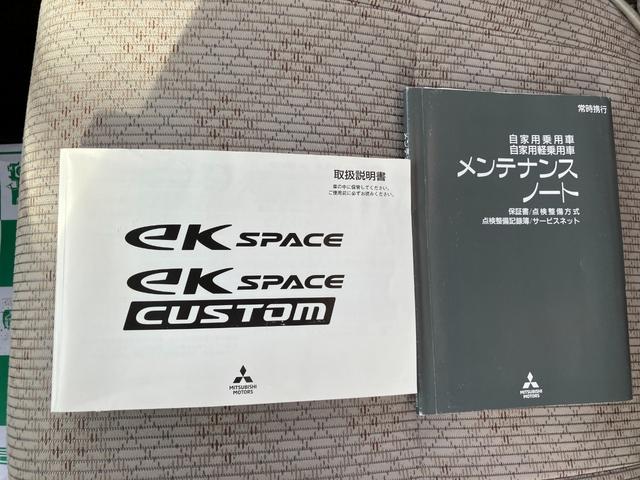 取扱説明書
車の中に保管してください。
ご使用前に必ずお読みください。
eK SPACE
eK SPACE
CUSTOM
MITSUBISHI
MOTORS
常時携行
自家用乗用車
自家用軽乗用車
メンテナンス
ノート
保証書/点検整備方式
点検整備記録簿/サービスネット